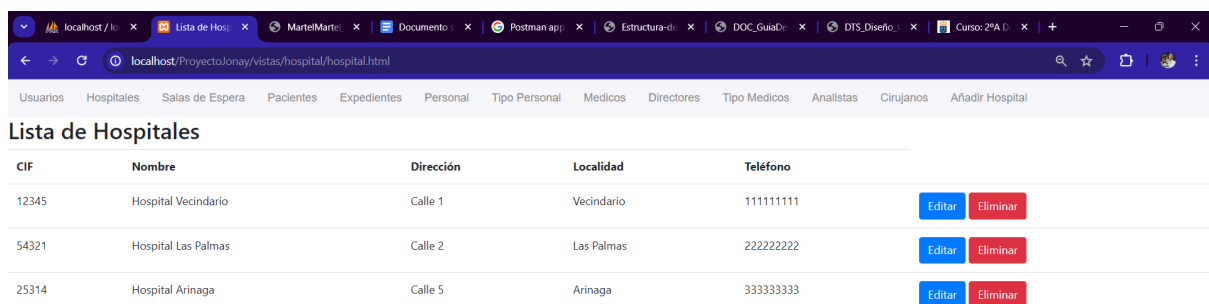 localhost / lo Lista de Hosp MartelMarte Documento s Postman app Estructura-de DOC_GuiaDe DTS_Diseño_t Curso: 2ºA D
localhost/ProyectoJonay/vistas/hospital/hospital.html
Usuarios Hospitales Salas de Espera Pacientes Expedientes Personal Tipo Personal Medicos Directores Tipo Medicos Analistas Cirujanos Añadir Hospital
Lista de Hospitales
CIF Nombre Dirección Localidad Teléfono
12345 Hospital Vecindario Calle 1 Vecindario 111111111 Editar Eliminar
54321 Hospital Las Palmas Calle 2 Las Palmas 222222222 Editar Eliminar
25314 Hospital Arinaga Calle 5 Arinaga 333333333 Editar Eliminar